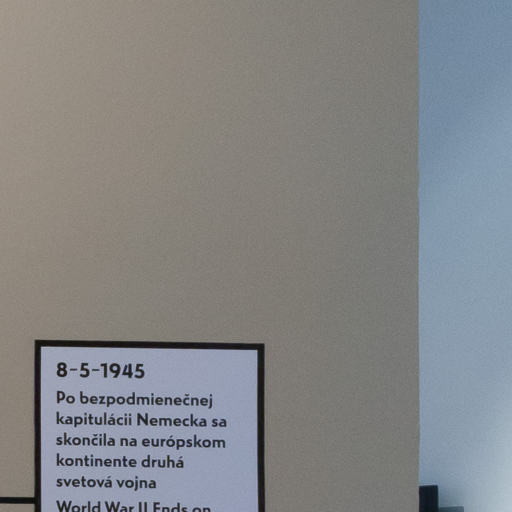 8-5-1945
Po bezpodmienečnej
kapitulácii Nemecka sa
skončila na európskom
kontinente druhá
svetová vojna
World War II Ends on